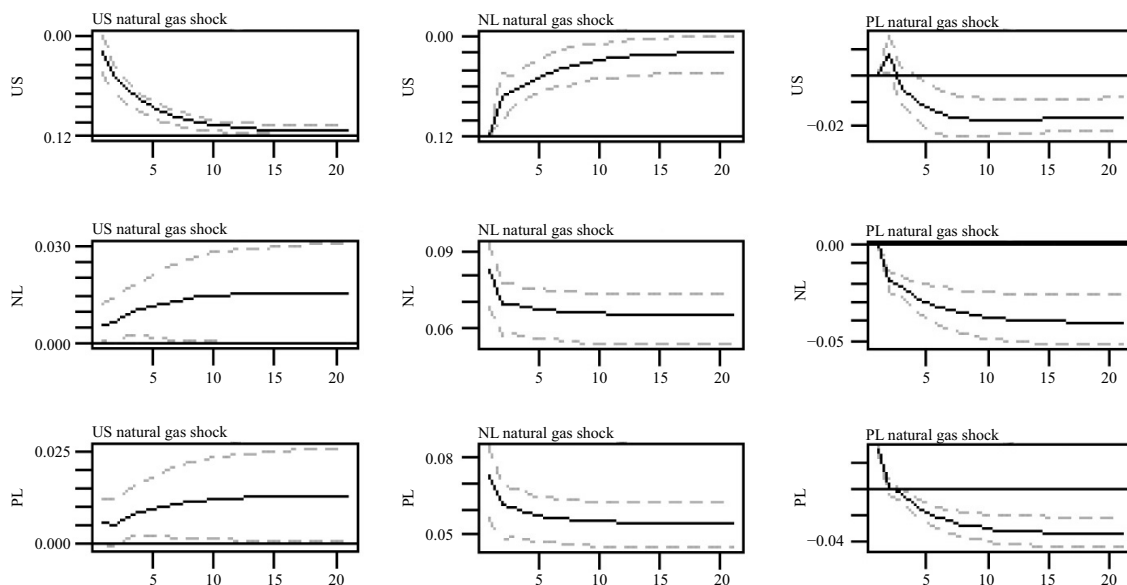 US natural gas shock
0.00
US
0.12
5 10 15 20
NL natural gas shock
0.00
US
0.12
5 10 15 20
PL natural gas shock
US
−0.02
5 10 15 20
US natural gas shock
0.030
NL
0.000
5 10 15 20
NL natural gas shock
0.09
NL
0.06
5 10 15 20
PL natural gas shock
0.00
NL
−0.05
5 10 15 20
US natural gas shock
0.025
PL
0.000
5 10 15 20
NL natural gas shock
0.08
PL
0.05
5 10 15 20
PL natural gas shock
PL
−0.04
5 10 15 20